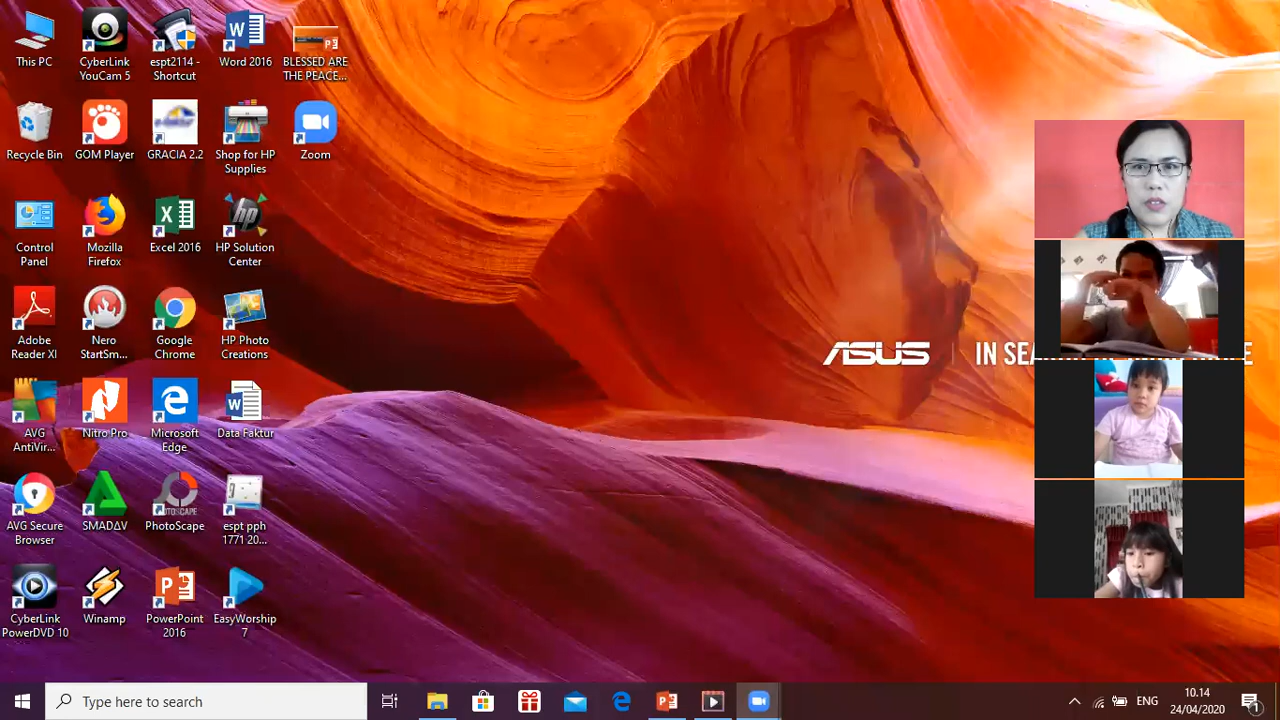 This PC
CyberLink
YouCam 5
espt2114 -
Shortcut
Word 2016
BLESSED ARE
THE PEACE...
Recycle Bin
GOM Player
GRACIA 2.2
Shop for HP
Supplies
Zoom
Control
Panel
Mozilla
Firefox
Excel 2016
HP Solution
Center
Adobe
Reader XI
Nero
StartSm...
Google
Chrome
HP Photo
Creations
ASUS
IN SEA
E
AVG
AntiVir...
Nitro Pro
Microsoft
Edge
Data Faktur
AVG Secure
Browser
SMADΔV
PhotoScape
espt pph
1771 20...
CyberLink
PowerDVD 10
Winamp
PowerPoint
2016
EasyWorship
7
Type here to search
ENG
10.14
24/04/2020
1